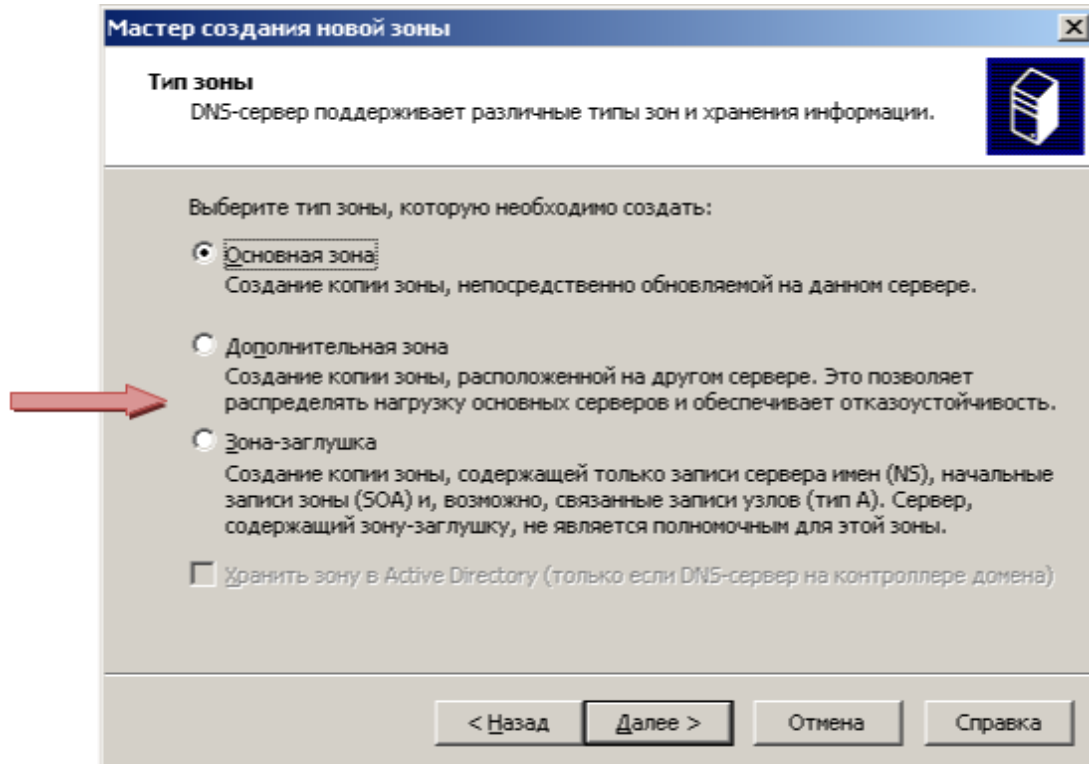 Мастер создания новой зоны
Тип зоны
DNS-сервер поддерживает различные типы зон и хранения информации.
Выберите тип зоны, которую необходимо создать:
Основная зона
Создание копии зоны, непосредственно обновляемой на данном сервере.
Дополнительная зона
Создание копии зоны, расположенной на другом сервере. Это позволяет
распределять нагрузку основных серверов и обеспечивает отказоустойчивость.
Зона-заглушка
Создание копии зоны, содержащей только записи сервера имен (NS), начальные
записи зоны (SOA) и, возможно, связанные записи узлов (тип A). Сервер,
содержащий зону-заглушку, не является полномочным для этой зоны.
Хранить зону в Active Directory (только если DNS-сервер на контроллере домена)
< Назад Далее > Отмена Справка